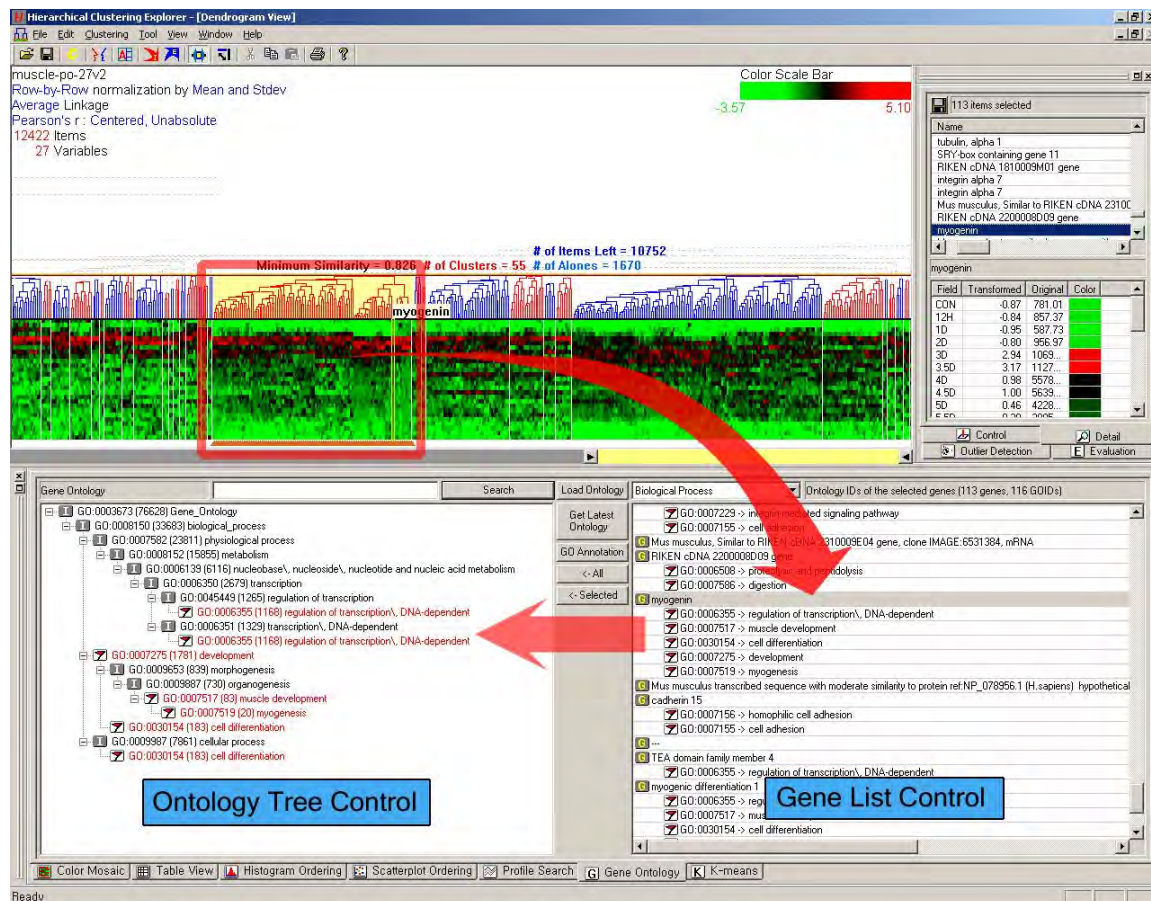 Hierarchical Clustering Explorer - [Dendrogram View]
File Edit Clustering Tool View Window Help
muscle-po-27v2
Row-by-Row normalization by Mean and Stdev
Average Linkage
Pearson's r : Centered, Unabsolute
12422 Items
27 Variables
Color Scale Bar
-3.57 5.10
# of Items Left = 10752
Minimum Similarity = 0.826 # of Clusters = 55 # of Alones = 1670
myogenin
113 items selected
Name
tubulin, alpha 1
SRY-box containing gene 11
RIKEN cDNA 1810009M01 gene
integrin alpha 7
integrin alpha 7
Mus musculus, Similar to RIKEN cDNA 2310C
RIKEN cDNA 2200008D09 gene
myogenin
myogenin
Field Transformed Original Color
CON -0.87 781.01
12H -0.84 857.37
1D -0.95 587.73
2D -0.80 956.97
3D 2.94 1069...
3.5D 3.17 1127...
4D 0.98 5578...
4.5D 1.00 5639...
5D 0.46 4228...
Control Detail
Outlier Detection Evaluation
Gene Ontology Search
GO:0003673 (76628) Gene_Ontology
GO:0008150 (33683) biological_process
GO:0007582 (23811) physiological process
GO:0008152 (15855) metabolism
GO:0006139 (6116) nucleobase\, nucleoside\, nucleotide and nucleic acid metabolism
GO:0006350 (2679) transcription
GO:0045449 (1265) regulation of transcription
GO:0006355 (1168) regulation of transcription\, DNA-dependent
GO:0006351 (1329) transcription\, DNA-dependent
GO:0006355 (1168) regulation of transcription\, DNA-dependent
GO:0007275 (1781) development
GO:0009653 (839) morphogenesis
GO:0009887 (730) organogenesis
GO:0007517 (83) muscle development
GO:0007519 (20) myogenesis
GO:0030154 (183) cell differentiation
GO:0009987 (7861) cellular process
GO:0030154 (183) cell differentiation
Ontology Tree Control
Load Ontology
Get Latest
Ontology
GO Annotation
<- All
<- Selected
Biological Process Ontology IDs of the selected genes (113 genes, 116 GOIDs)
GO:0007229 -> integrin-mediated signaling pathway
GO:0007155 -> cell adhesion
Mus musculus, Similar to RIKEN cDNA 2310009E04 gene, clone IMAGE:6531384, mRNA
RIKEN cDNA 2200008D09 gene
GO:0006508 -> proteolysis and peptidolysis
GO:0007586 -> digestion
myogenin
GO:0006355 -> regulation of transcription\, DNA-dependent
GO:0007517 -> muscle development
GO:0030154 -> cell differentiation
GO:0007275 -> development
GO:0007519 -> myogenesis
Mus musculus transcribed sequence with moderate similarity to protein ref:NP_078956.1 (H.sapiens) hypothetical
cadherin 15
GO:0007156 -> homophilic cell adhesion
GO:0007155 -> cell adhesion
---
TEA domain family member 4
GO:0006355 -> regulation of transcription\, DNA-dependent
myogenic differentiation 1
GO:0006355 -> reg
GO:0007517 -> mus
GO:0030154 -> cell differentiation
Gene List Control
Color Mosaic Table View Histogram Ordering Scatterplot Ordering Profile Search G Gene Ontology K K-means
Ready